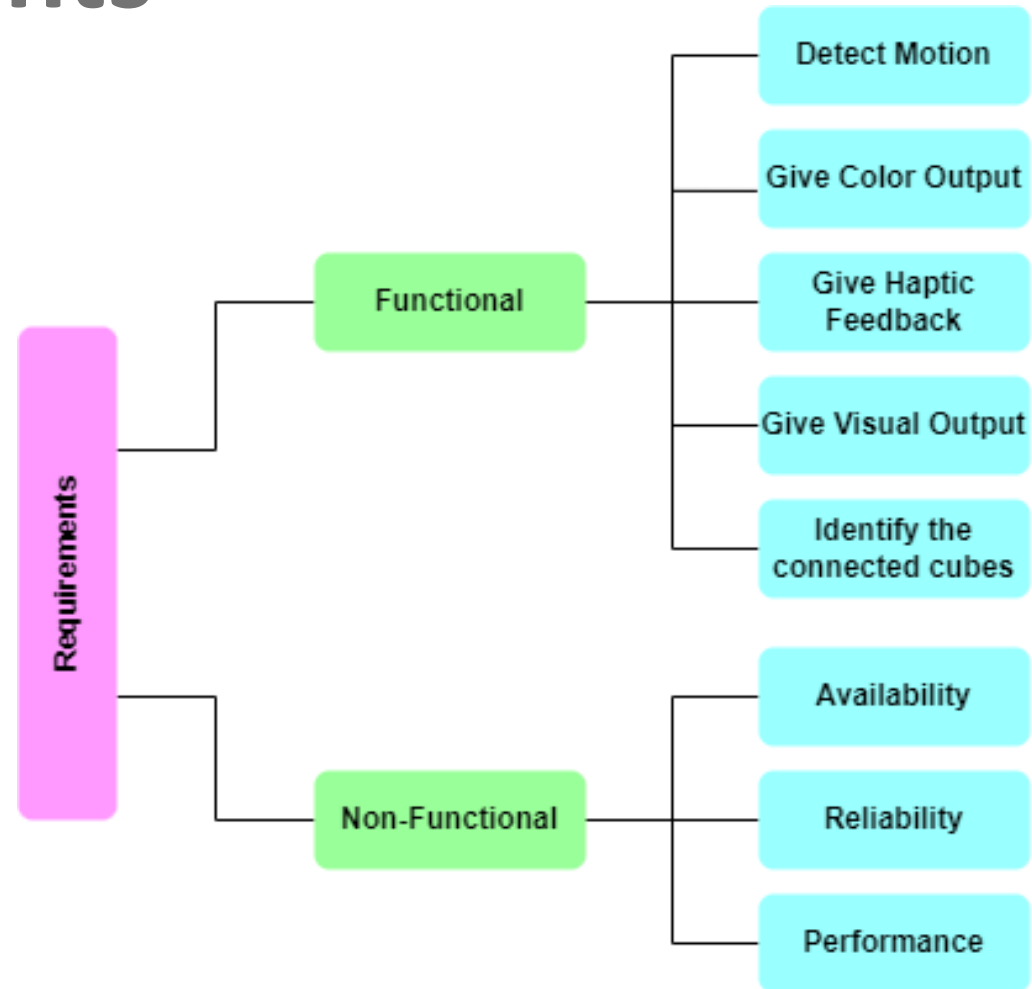 nts
Requirements
Functional
Detect Motion
Give Color Output
Give Haptic
Feedback
Give Visual Output
Identify the
connected cubes
Non-Functional
Availability
Reliability
Performance